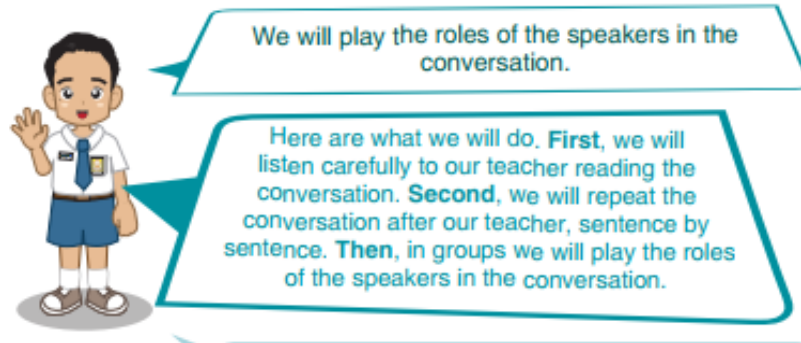 We will play the roles of the speakers in the
conversation.
Here are what we will do. First, we will
listen carefully to our teacher reading the
conversation. Second, we will repeat the
conversation after our teacher, sentence by
sentence. Then, in groups we will play the roles
of the speakers in the conversation.